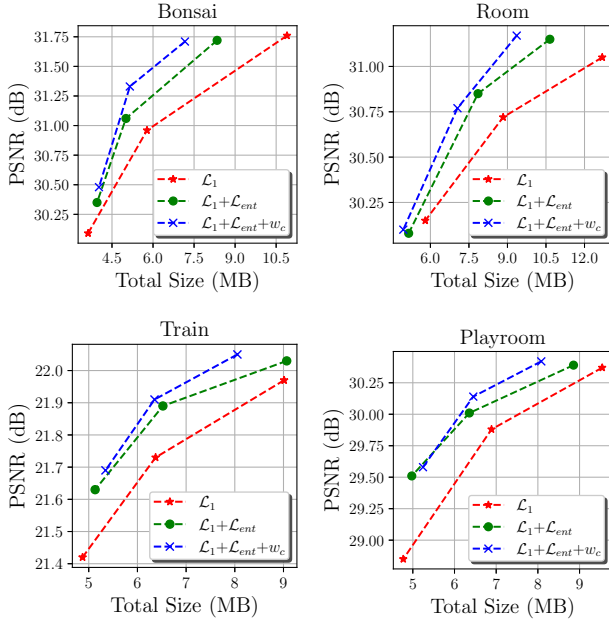 Bonsai
PSNR (dB)
31.75
31.50
31.25
31.00
30.75
30.50
30.25
4.5 6.0 7.5 9.0 10.5
Total Size (MB)
L₁
L₁+Lₑₙₜ
L₁+Lₑₙₜ+w_c
Room
PSNR (dB)
31.00
30.75
30.50
30.25
6.0 7.5 9.0 10.5 12.0
Total Size (MB)
L₁
L₁+Lₑₙₜ
L₁+Lₑₙₜ+w_c
Train
PSNR (dB)
22.0
21.9
21.8
21.7
21.6
21.5
21.4
5 6 7 8 9
Total Size (MB)
L₁
L₁+Lₑₙₜ
L₁+Lₑₙₜ+w_c
Playroom
PSNR (dB)
30.25
30.00
29.75
29.50
29.25
29.00
5 6 7 8 9
Total Size (MB)
L₁
L₁+Lₑₙₜ
L₁+Lₑₙₜ+w_c